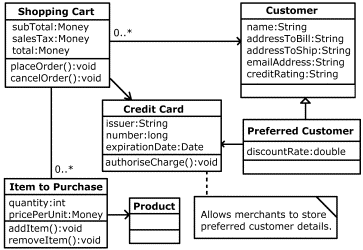 Shopping Cart
subTotal:Money
salesTax:Money
total:Money
placeOrder():void
cancelOrder():void
0..*
Customer
name:String
addressToBill:String
addressToShip:String
emailAddress:String
creditRating:String
Credit Card
issuer:String
number:long
expirationDate:Date
authoriseCharge():void
Preferred Customer
discountRate:double
0..*
Item to Purchase
quantity:int
pricePerUnit:Money
addItem():void
removeItem():void
Product
Allows merchants to store
preferred customer details.